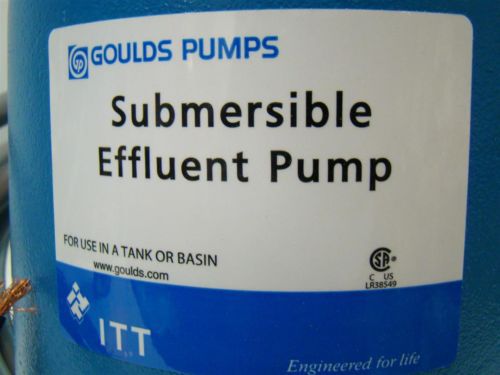 GOULDS PUMPS
Submersible
Effluent Pump
FOR USE IN A TANK OR BASIN
www.goulds.com
C US
LR38549
ITT
Engineered for life